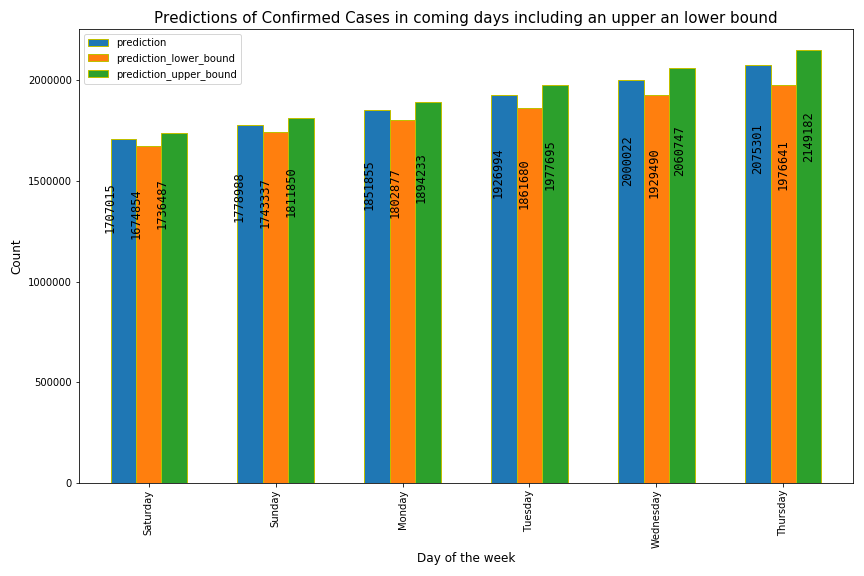 Predictions of Confirmed Cases in coming days including an upper an lower bound
prediction
prediction_lower_bound
prediction_upper_bound
Count
2000000
1500000
1000000
500000
0
1707015
1674854
1736487
1778988
1743337
1811850
1851855
1802877
1894233
1926994
1861680
1977695
2000022
1929490
2060747
2075301
1976641
2149182
Saturday
Sunday
Monday
Tuesday
Wednesday
Thursday
Day of the week